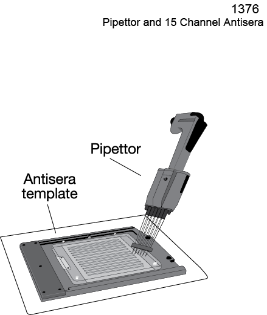 1376
Pipettor and 15 Channel Antisera
Pipettor
Antisera
template